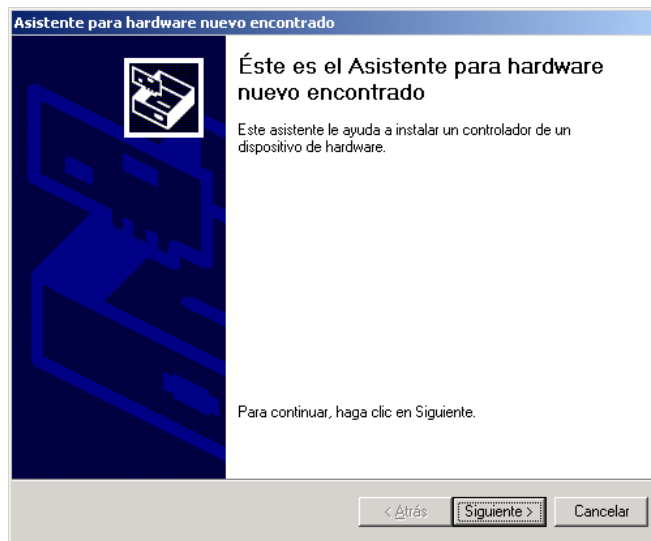 Asistente para hardware nuevo encontrado
Éste es el Asistente para hardware
nuevo encontrado
Este asistente le ayuda a instalar un controlador de un
dispositivo de hardware.
Para continuar, haga clic en Siguiente.
< Atrás
Siguiente >
Cancelar